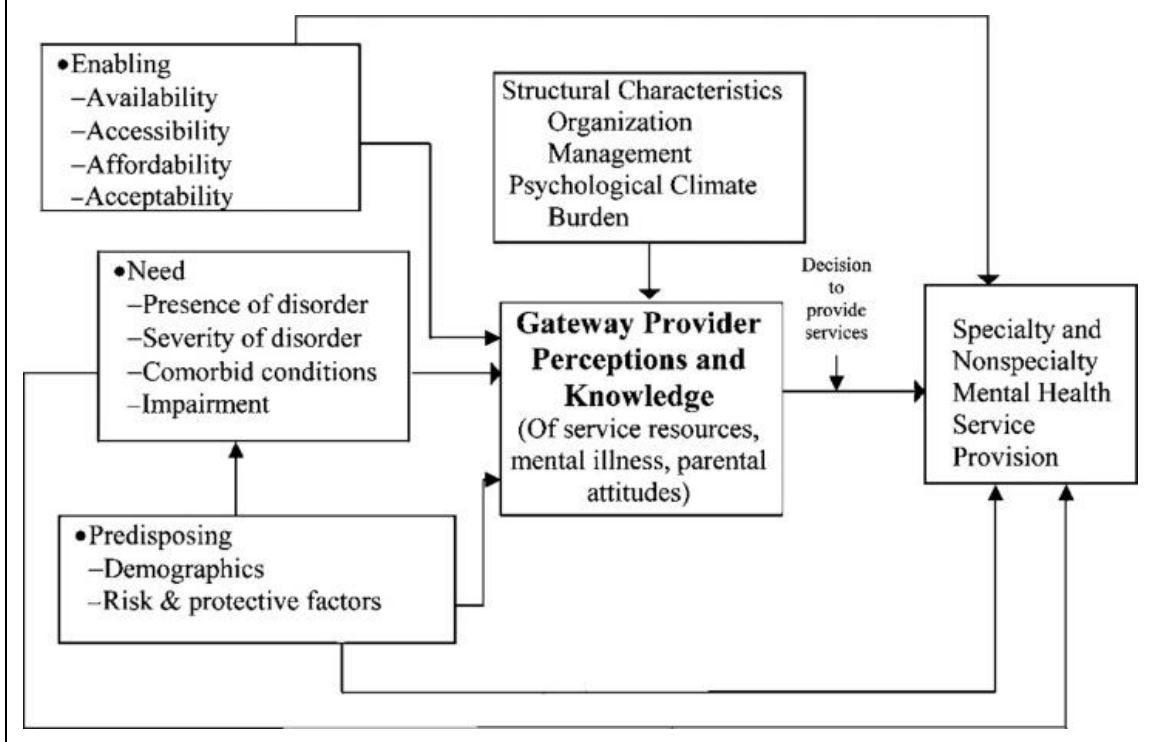 •Enabling
–Availability
–Accessibility
–Affordability
–Acceptability
Structural Characteristics
Organization
Management
Psychological Climate
Burden
•Need
–Presence of disorder
–Severity of disorder
–Comorbid conditions
–Impairment
Gateway Provider
Perceptions and
Knowledge
(Of service resources,
mental illness, parental
attitudes)
Decision
to
provide
services
Specialty and
Nonspecialty
Mental Health
Service
Provision
•Predisposing
–Demographics
–Risk & protective factors